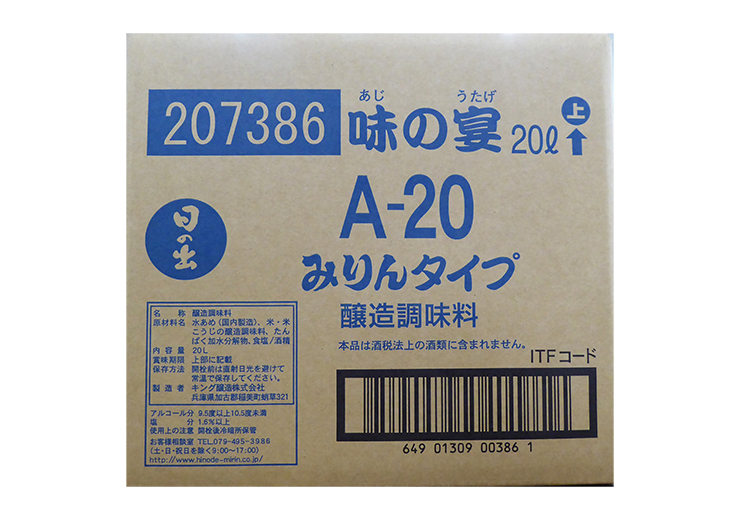 207386
あじ うたげ
味の宴 20ℓ
上
A-20
みりんタイプ
醸造調味料
本品は酒税法上の酒類に含まれません。
日の出
名 称 醸造調味料
原材料名 水あめ(国内製造)、米・米
こうじの醸造調味料、たん
ぱく加水分解物、食塩/酒精
内 容 量 20L
賞味期限 上部に記載
保存方法 開栓前は直射日光を避けて
常温で保存してください。
製 造 者 キング醸造株式会社
兵庫県加古郡稲美町蛸草321
アルコール分 9.5度以上10.5度未満
塩 分 1.6%以上
使用上の注意 開栓後冷暗所保管
お客様相談室 TEL.079-495-3986
(土・日・祝日を除く9:00〜17:00)
http://www.hinode-mirin.co.jp/
ITFコード
649 01309 00386 1